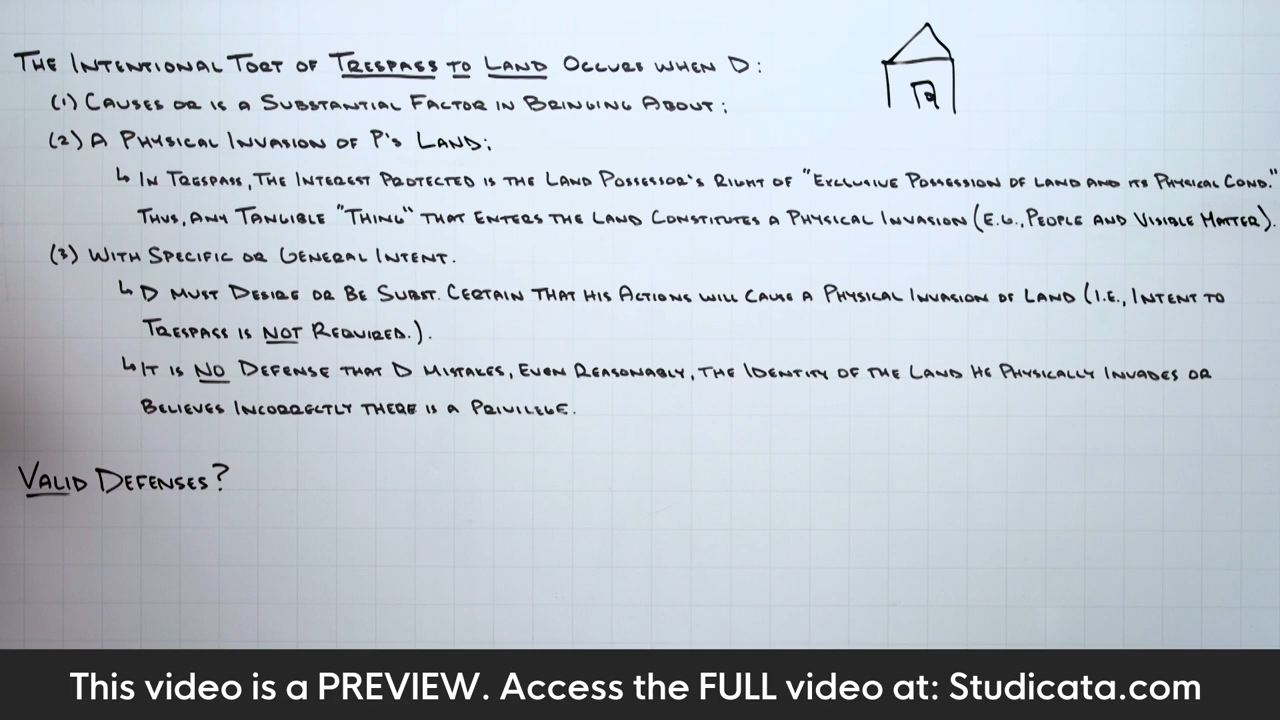 The Intentional Tort of Trespass to Land Occurs when D:
(1) Causes or is a Substantial Factor in Bringing About;
(2) A Physical Invasion of P's Land;
↳ In Trespass, the Interest Protected is the Land Possessor's Right of "Exclusive Possession of Land and its Physical Cond."
Thus, Any Tangible "Thing" that Enters the Land Constitutes a Physical Invasion (E.g., People and Visible Matter).
(3) With Specific or General Intent.
↳ D Must Desire or Be Subst. Certain that his Actions will Cause a Physical Invasion of Land (I.e., Intent to
Trespass is NOT Required.).
↳ It is NO Defense that D Mistakes, Even Reasonably, the Identity of the Land he Physically Invades or
Believes Incorrectly there is a Privilege.
Valid Defenses?
This video is a PREVIEW. Access the FULL video at: Studicata.com